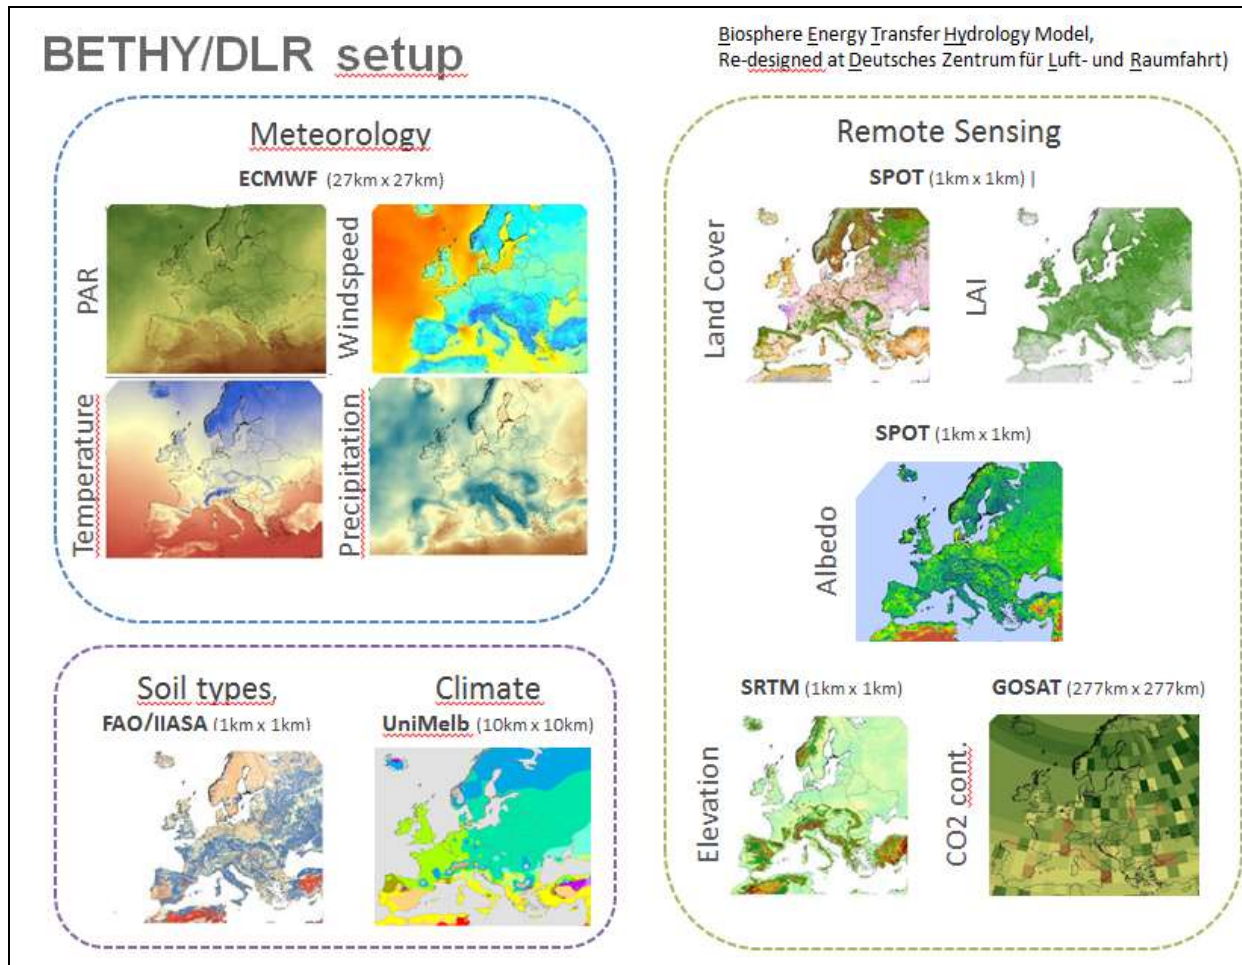 BETHY/DLR setup
Biosphere Energy Transfer Hydrology Model,
Re-designed at Deutsches Zentrum für Luft- und Raumfahrt)
Meteorology
ECMWF (27km x 27km)
PAR
Windspeed
Temperature
Precipitation
Soil types,
FAO/IIASA (1km x 1km)
Climate
UniMelb (10km x 10km)
Remote Sensing
SPOT (1km x 1km) |
Land Cover
LAI
SPOT (1km x 1km)
Albedo
SRTM (1km x 1km)
Elevation
GOSAT (277km x 277km)
CO2 cont.